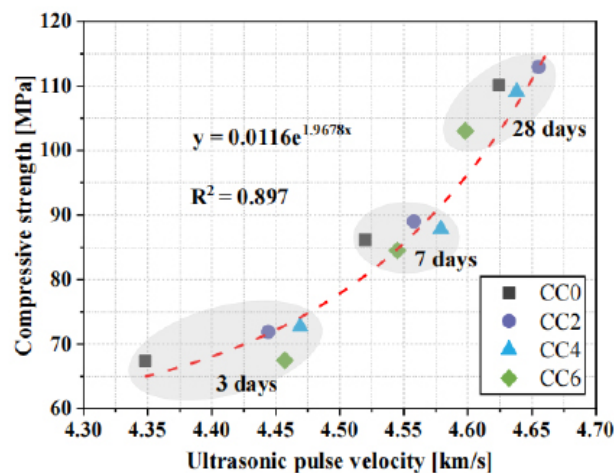 120
110
100
90
80
70
60
Compressive strength [MPa]
y = 0.0116e^1.9678x
R² = 0.897
28 days
7 days
3 days
CC0
CC2
CC4
CC6
4.30 4.35 4.40 4.45 4.50 4.55 4.60 4.65 4.70
Ultrasonic pulse velocity [km/s]